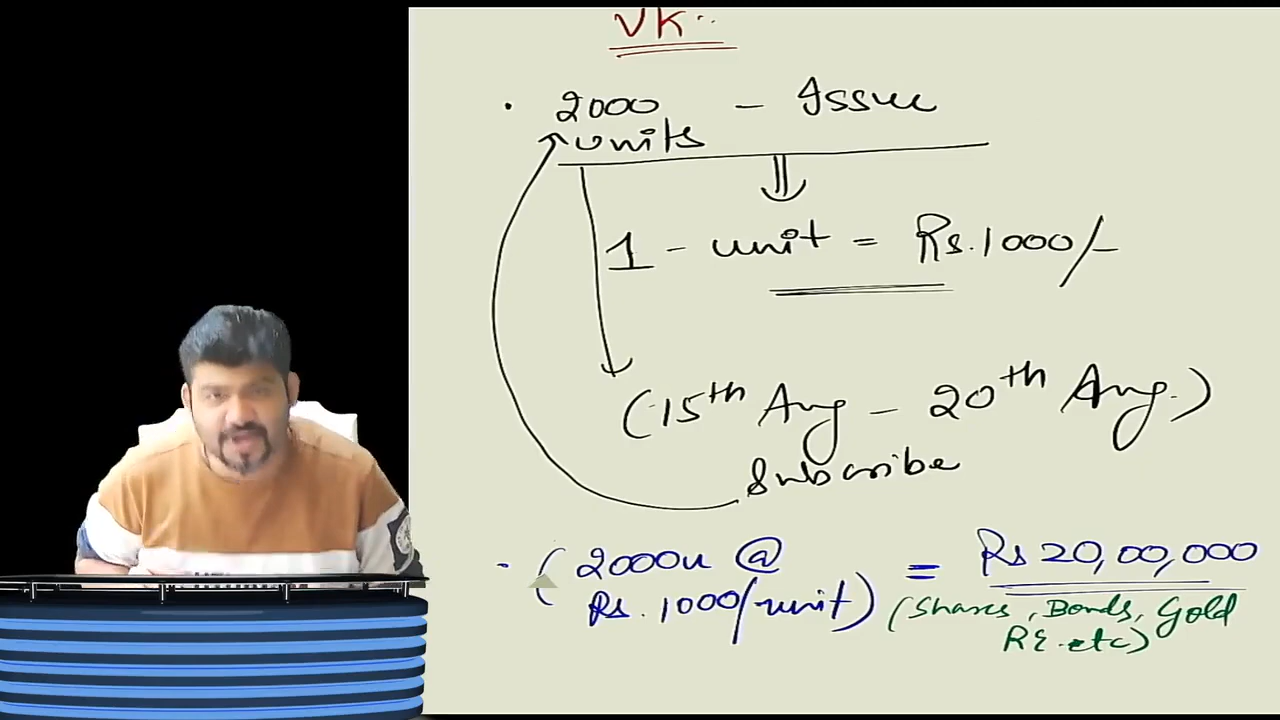 VK..
• 2000 – Issue
units
1 – unit = Rs.1000/–
(15th Aug – 20th Aug.)
Subscribe
• (2000u @ = Rs 20,00,000
Rs. 1000/unit) (Shares, Bonds, Gold
RE. etc)